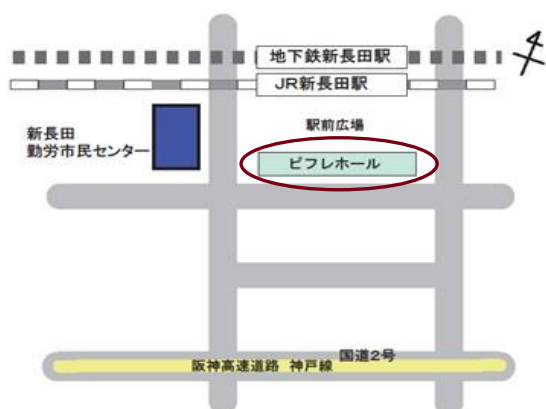 地下鉄新長田駅
JR新長田駅
駅前広場
新長田
勤労市民センター
ピフレホール
国道2号
阪神高速道路 神戸線